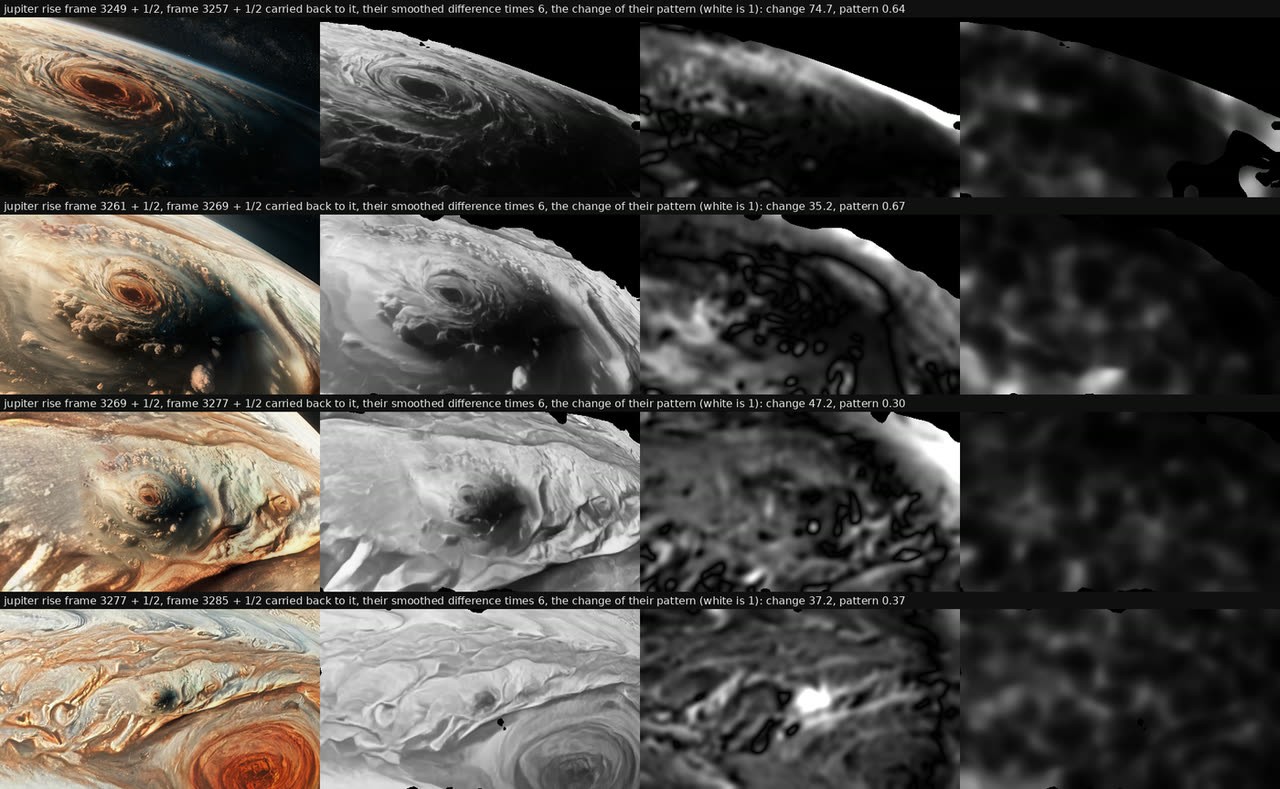 jupiter rise frame 3249 + 1/2, frame 3257 + 1/2 carried back to it, their smoothed difference times 6, the change of their pattern (white is 1): change 74.7, pattern 0.64
jupiter rise frame 3261 + 1/2, frame 3269 + 1/2 carried back to it, their smoothed difference times 6, the change of their pattern (white is 1): change 35.2, pattern 0.67
jupiter rise frame 3269 + 1/2, frame 3277 + 1/2 carried back to it, their smoothed difference times 6, the change of their pattern (white is 1): change 47.2, pattern 0.30
jupiter rise frame 3277 + 1/2, frame 3285 + 1/2 carried back to it, their smoothed difference times 6, the change of their pattern (white is 1): change 37.2, pattern 0.37